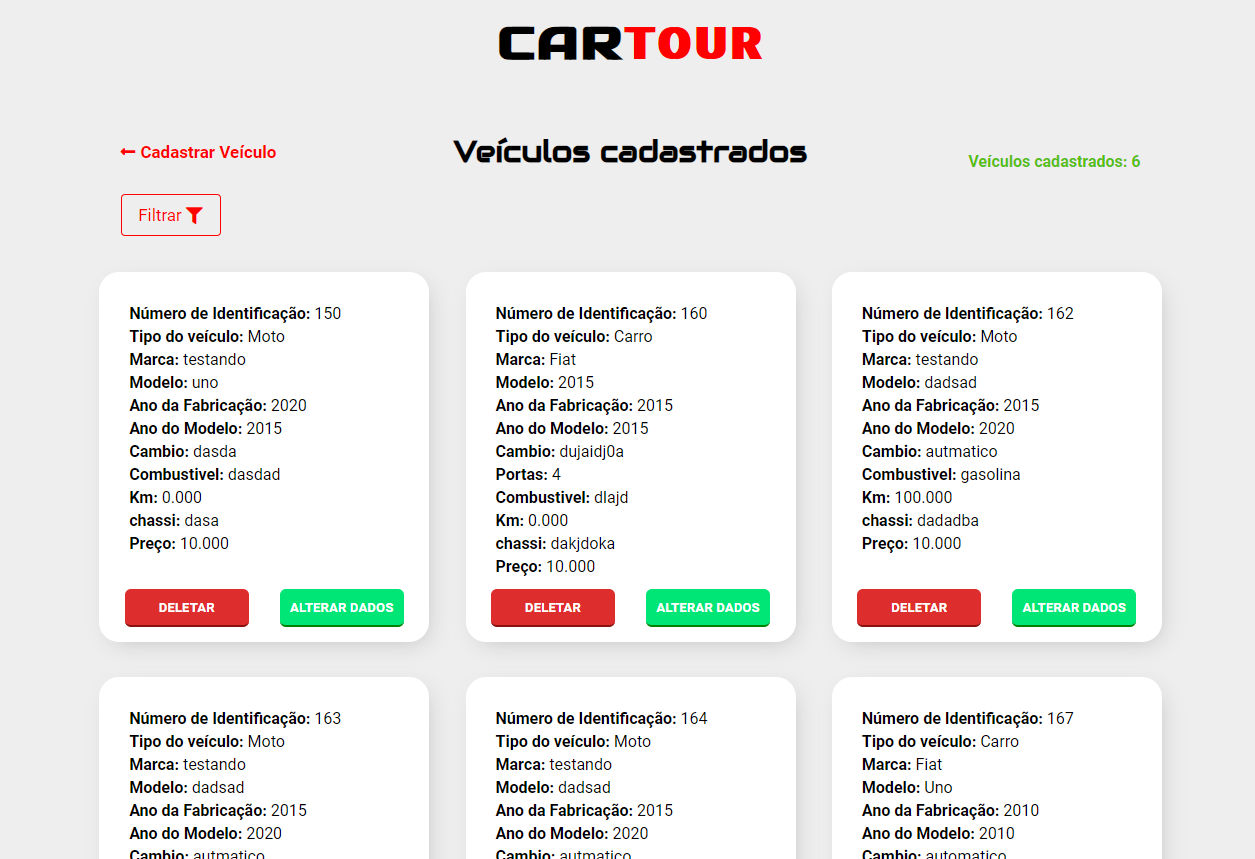 CARTOUR
Cadastrar Veículo
Veículos cadastrados
Veículos cadastrados: 6
Filtrar
Número de Identificação: 150
Tipo do veículo: Moto
Marca: testando
Modelo: uno
Ano da Fabricação: 2020
Ano do Modelo: 2015
Cambio: dasda
Combustivel: dasdad
Km: 0.000
chassi: dasa
Preço: 10.000
DELETAR
ALTERAR DADOS
Número de Identificação: 160
Tipo do veículo: Carro
Marca: Fiat
Modelo: 2015
Ano da Fabricação: 2015
Ano do Modelo: 2015
Cambio: dujaidj0a
Portas: 4
Combustivel: dlajd
Km: 0.000
chassi: dakjdoka
Preço: 10.000
DELETAR
ALTERAR DADOS
Número de Identificação: 162
Tipo do veículo: Moto
Marca: testando
Modelo: dadsad
Ano da Fabricação: 2015
Ano do Modelo: 2020
Cambio: autmatico
Combustivel: gasolina
Km: 100.000
chassi: dadadba
Preço: 10.000
DELETAR
ALTERAR DADOS
Número de Identificação: 163
Tipo do veículo: Moto
Marca: testando
Modelo: dadsad
Ano da Fabricação: 2015
Ano do Modelo: 2020
Cambio: autmatico
Número de Identificação: 164
Tipo do veículo: Moto
Marca: testando
Modelo: dadsad
Ano da Fabricação: 2015
Ano do Modelo: 2020
Cambio: autmatico
Número de Identificação: 167
Tipo do veículo: Carro
Marca: Fiat
Modelo: Uno
Ano da Fabricação: 2010
Ano do Modelo: 2010
Cambio: automatico